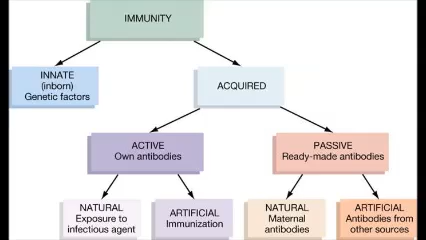 IMMUNITY
INNATE
(inborn)
Genetic factors
ACQUIRED
ACTIVE
Own antibodies
PASSIVE
Ready-made antibodies
NATURAL
Exposure to
infectious agent
ARTIFICIAL
Immunization
NATURAL
Maternal
antibodies
ARTIFICIAL
Antibodies from
other sources